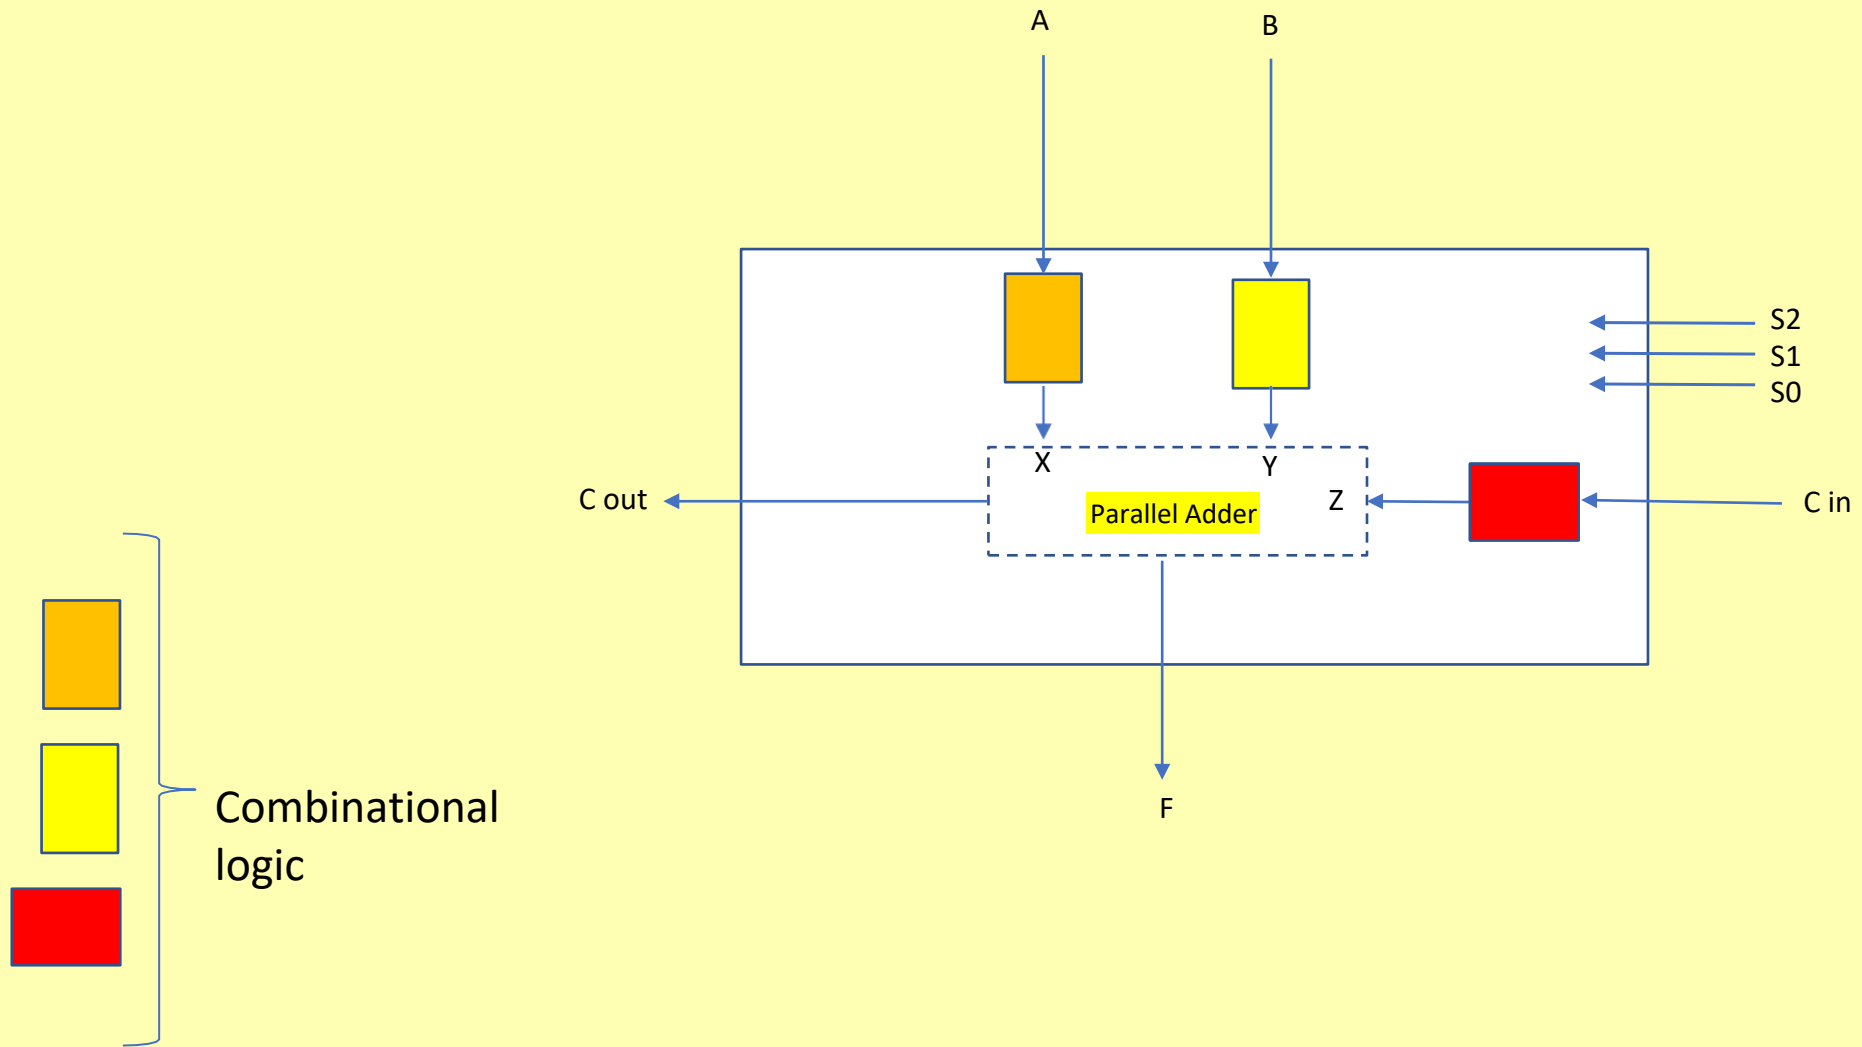 A
B
S2
S1
S0
X
Y
Z
C out
Parallel Adder
C in
F
Combinational
logic